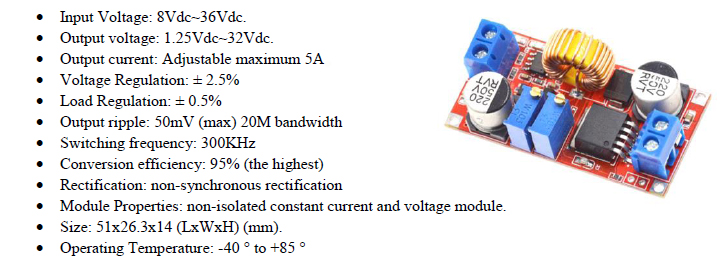 • Input Voltage: 8Vdc~36Vdc.
• Output voltage: 1.25Vdc~32Vdc.
• Output current: Adjustable maximum 5A
• Voltage Regulation: ± 2.5%
• Load Regulation: ± 0.5%
• Output ripple: 50mV (max) 20M bandwidth
• Switching frequency: 300KHz
• Conversion efficiency: 95% (the highest)
• Rectification: non-synchronous rectification
• Module Properties: non-isolated constant current and voltage module.
• Size: 51x26.3x14 (LxWxH) (mm).
• Operating Temperature: -40 ° to +85 °
220
50V
RVT
220
RVT